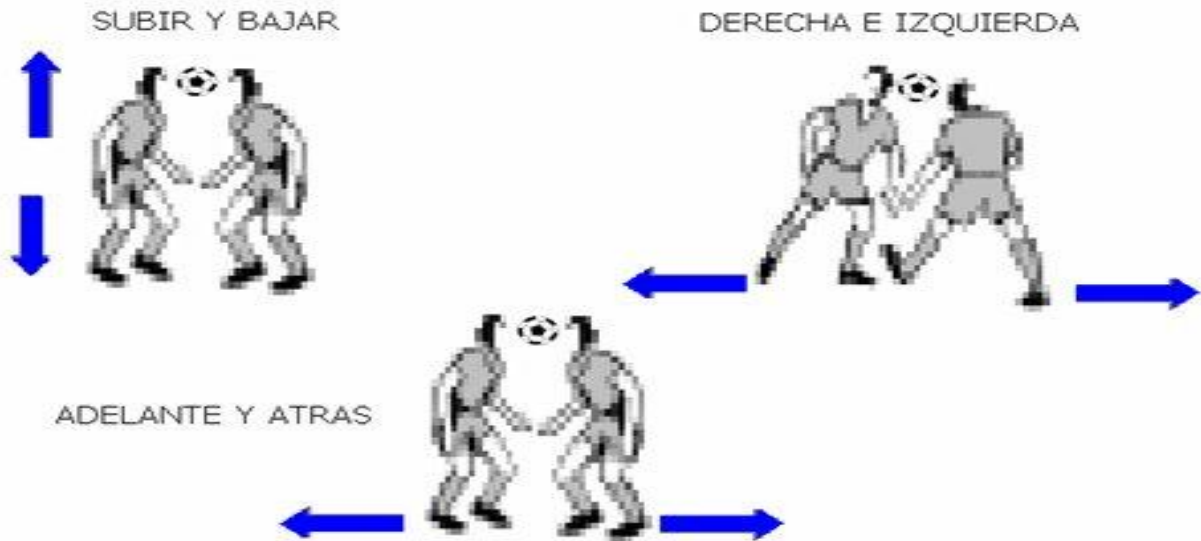 SUBIR Y BAJAR
DERECHA E IZQUIERDA
ADELANTE Y ATRAS